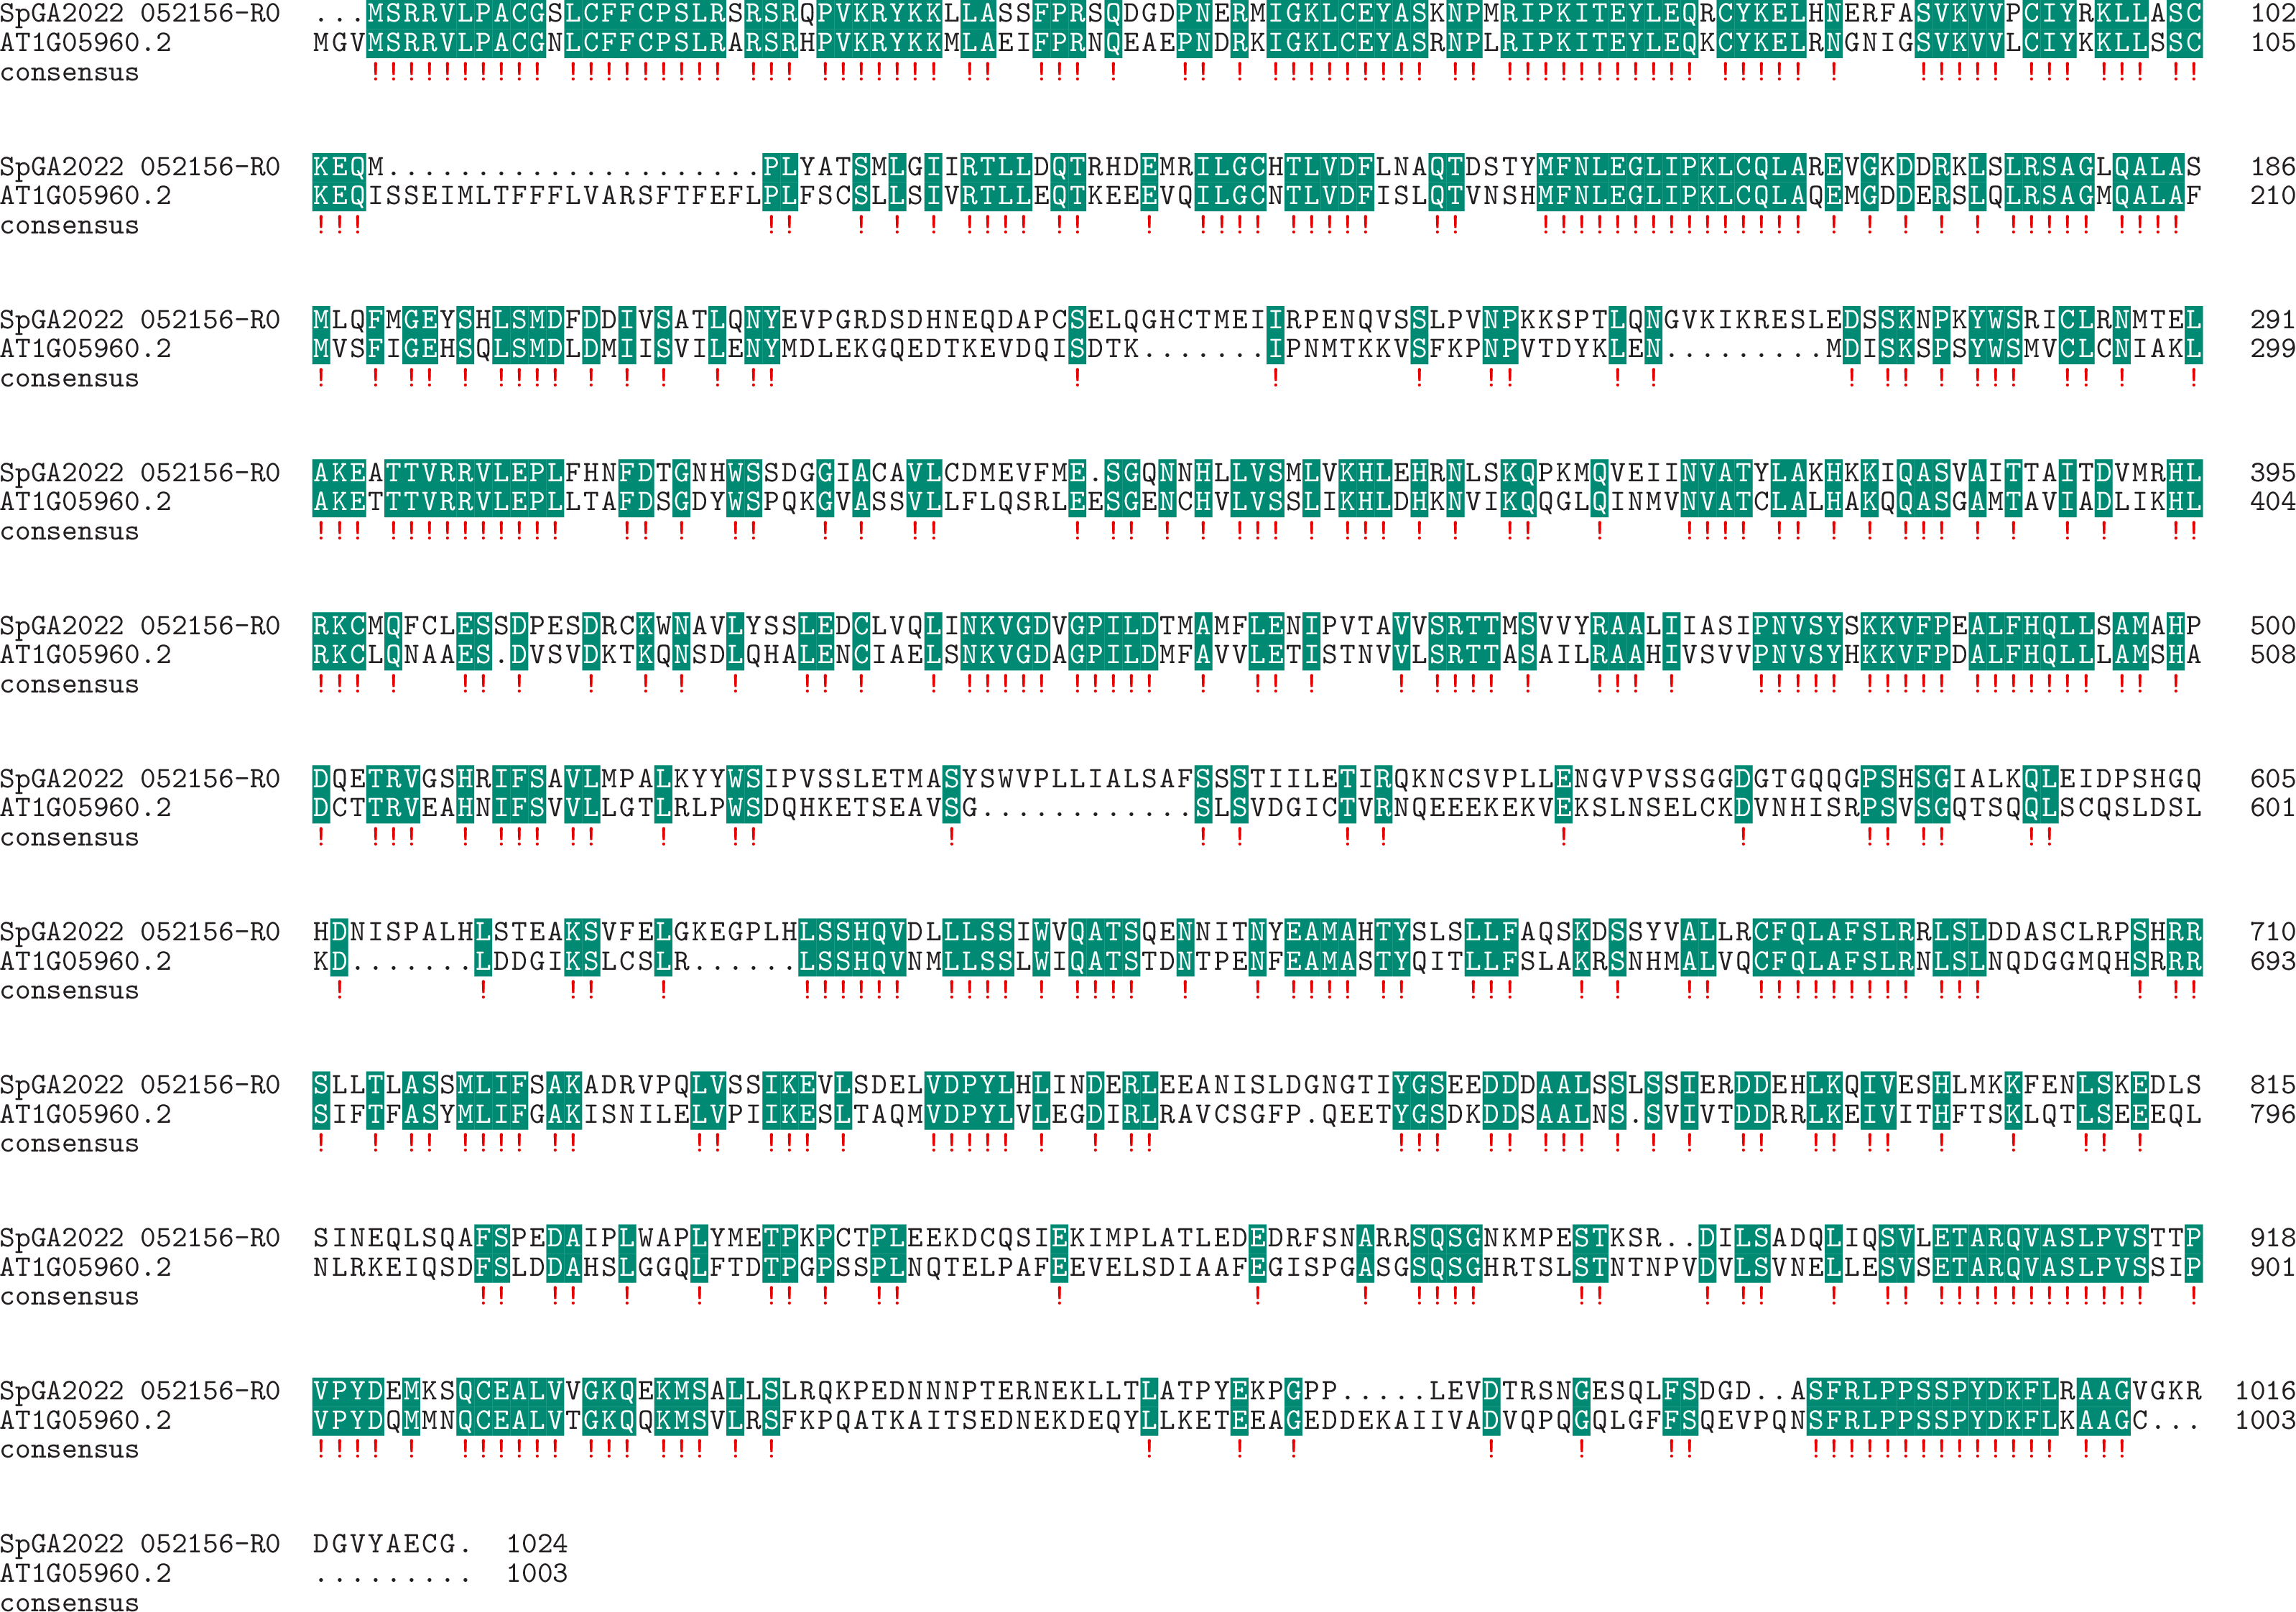 SpGA2022 052156-R0 ...MSRRVLPACGSLCFFCPSLRSRSRQPVKRYKKLLASSFPRSQDGDPNERMIGKLCEYASKNPMRIPKITEYLEQRCYKELHNERFASVKVVPCIYRKLLASC 102
AT1G05960.2 MGVMSRRVLPACGNLCFFCPSLRARSRHPVKRYKKMLAEIFPRNQEAEPNDRKIGKLCEYASRNPLRIPKITEYLEQKCYKELRNGNIGSVKVVLCIYKKLLSSC 105
consensus !!!!!!!!!! !!!!!!!!! !!! !!!!!!! !! !!! ! !! ! !!!!!!!!! !! !!!!!!!!!!! !!!!! ! !!!!! !!! !!! !!
SpGA2022 052156-R0 KEQM.....................PLYATSMLGIIRTLLDQTRHDEMRILGCHTLVDFLNAQTDSTYMFNLEGLIPKLCQLAREVGKDDRKLSLRSAGLQALAS 186
AT1G05960.2 KEQISSEIMLTFFFLVARSFTFEFLPLFSCSLLSIVRTLLEQTKEEEVQILGCNTLVDFISLQTVNSHMFNLEGLIPKLCQLAQEMGDDERSLQLRSAGMQALAF 210
consensus !!! !! ! ! ! !!!! !! ! !!!! !!!!! !! !!!!!!!!!!!!!!! ! ! ! ! ! !!!!! !!!!
SpGA2022 052156-R0 MLQFMGEYSHLSMDFDDIVSATLQNYEVPGRDSDHNEQDAPCSELQGHCTMEIIRPENQVSSLPVNPKKSPTLQNGVKIKRESLEDSSKNPKYWSRICLRNMTEL 291
AT1G05960.2 MVSFIGEHSQLSMDLDMIISVILENYMDLEKGQEDTKEVDQISDTK.......IPNMTKKVSFKPNPVTDYKLEN.........MDISKSPSYWSMVCLCNIAKL 299
consensus ! ! !! ! !!!! ! ! ! ! !! ! ! ! !! ! ! ! !! ! !!! !! ! !
SpGA2022 052156-R0 AKEATTVRRVLEPLFHNFDTGNHWSSDGGIACAVLCDMEVFME.SGQNNHLLVSMLVKHLEHRNLSKQPKMQVEIINVATYLAKHKKIQASVAITTAITDVMRHL 395
AT1G05960.2 AKETTTVRRVLEPLLTAFDSGDYWSPQKGVASSVLLFLQSRLEESGENCHVLVSSLIKHLDHKNVIKQQGLQINMVNVATCLALHAKQQASGAMTAVIADLIKHL 404
consensus !!! !!!!!!!!!! !! ! !! ! ! !! ! !! ! ! !!! ! !!! ! ! !! ! !!!! !! ! ! !!! ! ! ! ! !!
SpGA2022 052156-R0 RKCMQFCLESSDPESDRCKWNAVLYSSLEDCLVQLINKVGDVGPILDTMAMFLENIPVTAVVSRTTMSVVYRAALIIASIPNVSYSKKVFPEALFHQLLSAMAHP 500
AT1G05960.2 RKCLQNAAES.DVSVDKTKQNSDLQHALENCIAELSNKVGDAGPILDMFAVVLETISTNVVLSRTTASAILRAAHIVSVVPNVSYHKKVFPDALFHQLLLAMSHA 508
consensus !!! ! !! ! ! ! ! ! !! ! ! !!!!! !!!!! ! !! ! ! !!!! ! !!! ! !!!!! !!!!! !!!!!!! !! !
SpGA2022 052156-R0 DQETRVGSHRIFSAVLMPALKYYWSIPVSSLETMASYSWVPLLIALSAFSSSTIILETIRQKNCSVPLLENGVPVSSGGDGTGQQGPSHSGIALKQLEIDPSHGQ 605
AT1G05960.2 DCTTRVEAHNIFSVVLLGTLRLPWSDQHKETSEAVSG............SLSVDGICTVRNQEEEKEKVEKSLNSELCKDVNHISRPSVSGQTSQQLSCQSLDSL 601
consensus ! !!! ! !!! !! ! !! ! ! ! ! ! ! ! !! !! !!
SpGA2022 052156-R0 HDNISPALHLSTEAKSVFELGKEGPLHLSSHQVDLLLSSIWVQATSQENNITNYEAMAHTYSLSLLFAQSKDSSYVALLRCFQLAFSLRRLSLDDASCLRPSHRR 710
AT1G05960.2 KD.......LDDGIKSLCSLR......LSSHQVNMLLSSLWIQATSTDNTPENFEAMASTYQITLLFSLAKRSNHMALVQCFQLAFSLRNLSLNQDGGMQHSRRR 693
consensus ! ! !! ! !!!!!! !!!! ! !!!! ! ! !!!! !! !!! ! ! !! !!!!!!!!! !!! ! !!
SpGA2022 052156-R0 SLLTLASSMLIFSAKADRVPQLVSSIKEVLSDELVDPYLHLINDERLEEANISLDGNGTIYGSEEDDDAALSSLSSIERDDEHLKQIVESHLMKKFENLSKEDLS 815
AT1G05960.2 SIFTFASYMLIFGAKISNILELVPIIKESLTAQMVDPYLVLEGDIRLRAVCSGFP.QEETYGSDKDDSAALNS.SVIVTDDRRLKEIVITHFTSKLQTLSEEEQL 796
consensus ! ! !! !!!! !! !! !!! ! !!!!! ! ! !! !!! !! !!! ! ! ! !! !! !! ! ! !! !
SpGA2022 052156-R0 SINEQLSQAFSPEDAIPLWAPLYMETPKPCTPLEEKDCQSIEKIMPLATLEDEDRFSNARRSQSGNKMPESTKSR..DILSADQLIQSVLETARQVASLPVSTTP 918
AT1G05960.2 NLRKEIQSDFSLDDAHSLGGQLFTDTPGPSSPLNQTELPAFEEVELSDIAAFEGISPGASGSQSGHRTSLSTNTNPVDVLSVNELLESVSETARQVASLPVSSIP 901
consensus !! !! ! ! !! ! !! ! ! ! !!!! !! ! !! ! !! !!!!!!!!!!!! !
SpGA2022 052156-R0 VPYDEMKSQCEALVVGKQEKMSALLSLRQKPEDNNNPTERNEKLLTLATPYEKPGPP.....LEVDTRSNGESQLFSDGD..ASFRLPPSSPYDKFLRAAGVGKR 1016
AT1G05960.2 VPYDQMMNQCEALVTGKQQKMSVLRSFKPQATKAITSEDNEKDEQYLLKETEEAGEDDEKAIIVADVQPQGQLGFFSQEVPQNSFRLPPSSPYDKFLKAAGC... 1003
consensus !!!! ! !!!!!! !!! !!! ! ! ! ! ! ! ! !! !!!!!!!!!!!!!! !!!
SpGA2022 052156-R0 DGVYAECG. 1024
AT1G05960.2 ......... 1003
consensus